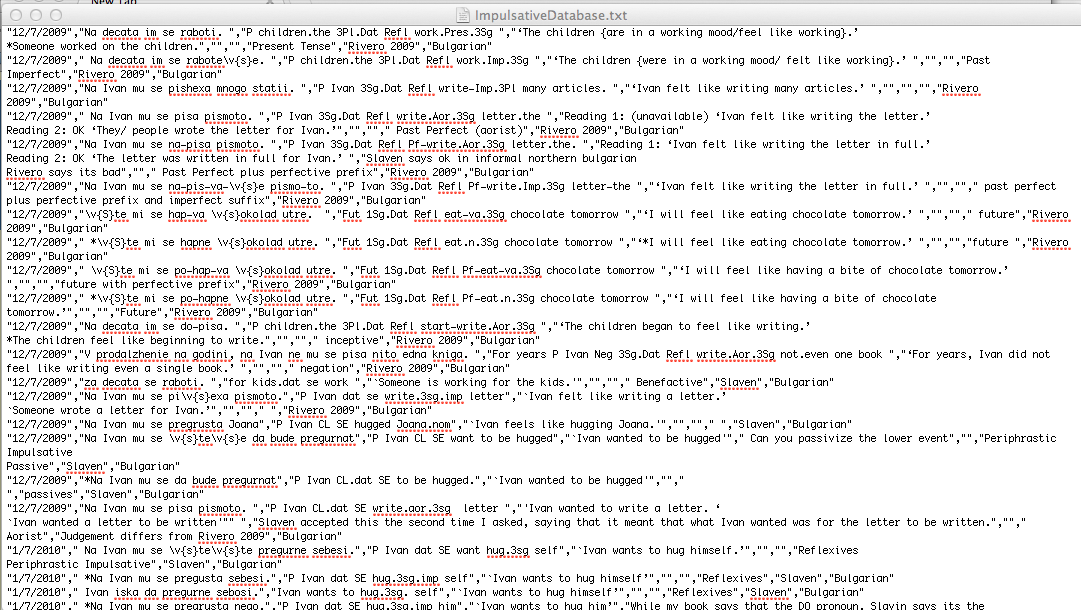 New Tab
ImpulsativeDatabase.txt
"12/7/2009","Na decata im se raboti. ","P children.the 3Pl.Dat Refl work.Pres.3Sg ","‘The children {are in a working mood/feel like working}.’
*Someone worked on the children.","","","Present Tense","Rivero 2009","Bulgarian"
"12/7/2009"," Na decata im se rabote\v{s}e. ","P children.the 3Pl.Dat Refl work.Imp.3Sg ","‘The children {were in a working mood/ felt like working}.’ ","","","Past
Imperfect","Rivero 2009","Bulgarian"
"12/7/2009","Na Ivan mu se pishexa mnogo statii. ","P Ivan 3Sg.Dat Refl write-Imp.3Pl many articles. ","‘Ivan felt like writing many articles.’ ","","","","Rivero
2009","Bulgarian"
"12/7/2009"," Na Ivan mu se pisa pismoto. ","P Ivan 3Sg.Dat Refl write.Aor.3Sg letter.the ","Reading 1: (unavailable) ‘Ivan felt like writing the letter.’
Reading 2: OK ‘They/ people wrote the letter for Ivan.’","",""," Past Perfect (aorist)","Rivero 2009","Bulgarian"
"12/7/2009","Na Ivan mu se na-pisa pismoto. ","P Ivan 3Sg.Dat Refl Pf-write.Aor.3Sg letter.the. ","Reading 1: ‘Ivan felt like writing the letter in full.’
Reading 2: OK ‘The letter was written in full for Ivan.’ ","Slaven says ok in informal northern bulgarian
Rivero says its bad","",""," Past Perfect plus perfective prefix","Rivero 2009","Bulgarian"
"12/7/2009","Na Ivan mu se na-pis-va-\v{s}e pismo-to. ","P Ivan 3Sg.Dat Refl Pf-write.Imp.3Sg letter-the ","‘Ivan felt like writing the letter in full.’ ","","",""," past perfect
plus perfective prefix and imperfect suffix","Rivero 2009","Bulgarian"
"12/7/2009","\v{S}te mi se hap-va \v{s}okolad utre.  ","Fut 1Sg.Dat Refl eat-va.3Sg chocolate tomorrow ","‘I will feel like eating chocolate tomorrow.’ ","","",""," future","Rivero
2009","Bulgarian"
"12/7/2009"," *\v{S}te mi se hapne \v{s}okolad utre. ","Fut 1Sg.Dat Refl eat.n.3Sg chocolate tomorrow ","‘*I will feel like eating chocolate tomorrow.’ ","","","future ","Rivero
2009","Bulgarian"
"12/7/2009"," \v{S}te mi se po-hap-va \v{s}okolad utre. ","Fut 1Sg.Dat Refl Pf-eat-va.3Sg chocolate tomorrow ","‘I will feel like having a bite of chocolate tomorrow.’
","","","future with perfective prefix","Rivero 2009","Bulgarian"
"12/7/2009"," *\v{S}te mi se po-hapne \v{s}okolad utre. ","Fut 1Sg.Dat Refl Pf-eat.n.3Sg chocolate tomorrow ","‘I will feel like having a bite of chocolate
tomorrow.’","","","Future","Rivero 2009","Bulgarian"
"12/7/2009","Na decata im se do-pisa. ","P children.the 3Pl.Dat Refl start-write.Aor.3Sg ","‘The children began to feel like writing.’
*The children feel like beginning to write.","","",""," inceptive","Rivero 2009","Bulgarian"
"12/7/2009","V prodalzhenie na godini, na Ivan ne mu se pisa nito edna kniga. ","For years P Ivan Neg 3Sg.Dat Refl write.Aor.3Sg not.even one book ","‘For years, Ivan did not
feel like writing even a single book.’ ","","",""," negation","Rivero 2009","Bulgarian"
"12/7/2009","za decata se raboti. ","for kids.dat se work ","`Someone is working for the kids.'","","",""," Benefactive","Slaven","Bulgarian"
"12/7/2009","Na Ivan mu se pi\v{s}exa pismoto.","P Ivan dat se write.3sg.imp letter","`Ivan felt like writing a letter.’
`Someone wrote a letter for Ivan.’","","",""," ","Rivero 2009","Bulgarian"
"12/7/2009","Na Ivan mu se pregrusta Joana","P Ivan CL SE HUGGED Joana.nom","`Ivan feels like hugging Joana.'","","",""," ","Slaven","Bulgarian"
"12/7/2009","Na Ivan mu se \v{s}te\v{s}e da bude pregurnat","P Ivan CL SE want to be hugged","`Ivan wanted to be hugged'"," Can you passivize the lower event","","Periphrastic
Impulsative
Passive","Slaven","Bulgarian"
"12/7/2009","*Na Ivan mu se da bude pregurnat","P Ivan CL.dat SE to be hugged.","`Ivan wanted to be hugged'","","
","passives","Slaven","Bulgarian"
"12/7/2009","Na Ivan mu se pisa pismoto. ","P Ivan CL.dat SE write.aor.3sg  letter ","'Ivan wanted to write a letter. ‘
`Ivan wanted a letter to be written'"" ","Slaven accepted this the second time I asked, saying that it meant that what Ivan wanted was for the letter to be written.","","
Aorist","Judgement differs from Rivero 2009","Bulgarian"
"1/7/2010"," Na Ivan mu se \v{s}te\v{s}te pregurne sebesi.","P Ivan dat SE want hug.3sg self","`Ivan wants to hug himself.’","","","Reflexives
Periphraric Impulsative","Slaven","Bulgarian"
"1/7/2010"," *Na Ivan mu se pregusta sebesi.","P Ivan dat SE hug.3sg.imp self","`Ivan wants to hug himself’","","","Reflexives","Slaven","Bulgarian"
"1/7/2010"," Ivan iska da pregurne sebosi.","Ivan wants to hug.3sg. self","`Ivan wants to hug himself’","","","Reflexives","Slaven","Bulgarian"
"1/7/2010"," *Na Ivan mu se pregrusta nego.","P Ivan dat SE hug.3sg.imp him","`Ivan wants to hug him’","While my book says that the DO pronoun, Slavin says its the